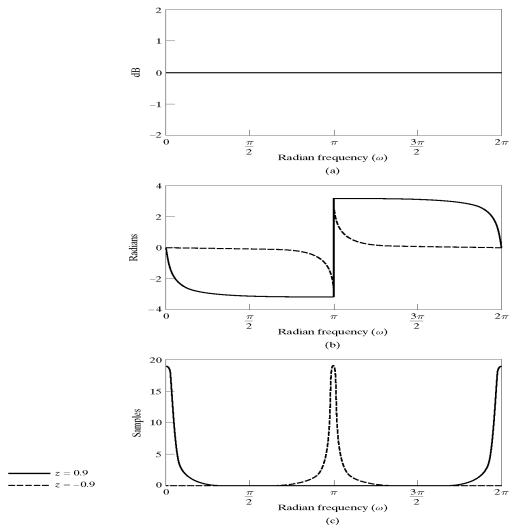 2
1
dB
0
−1
−2
0
π/2
π
3π/2
2π
Radian frequency (ω)
(a)
4
2
Radians
0
−2
−4
0
π/2
π
3π/2
2π
Radian frequency (ω)
(b)
20
15
Samples
10
5
0
0
π/2
π
3π/2
2π
Radian frequency (ω)
(c)
z = 0.9
z = −0.9